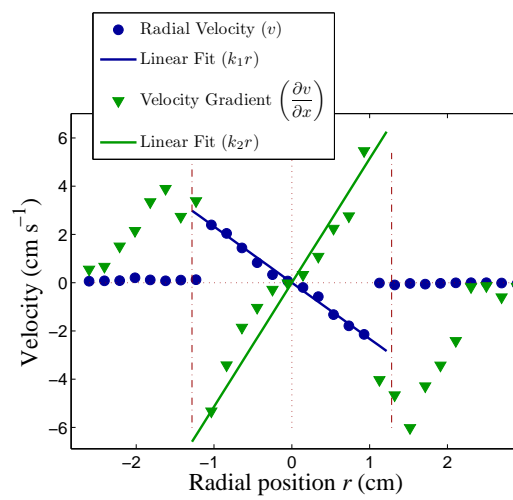 Radial Velocity (v)
Linear Fit (k₁r)
Velocity Gradient (∂v/∂x)
Linear Fit (k₂r)
6
4
2
0
−2
−4
−6
Velocity (cm s⁻¹)
−2 −1 0 1 2
Radial position r (cm)